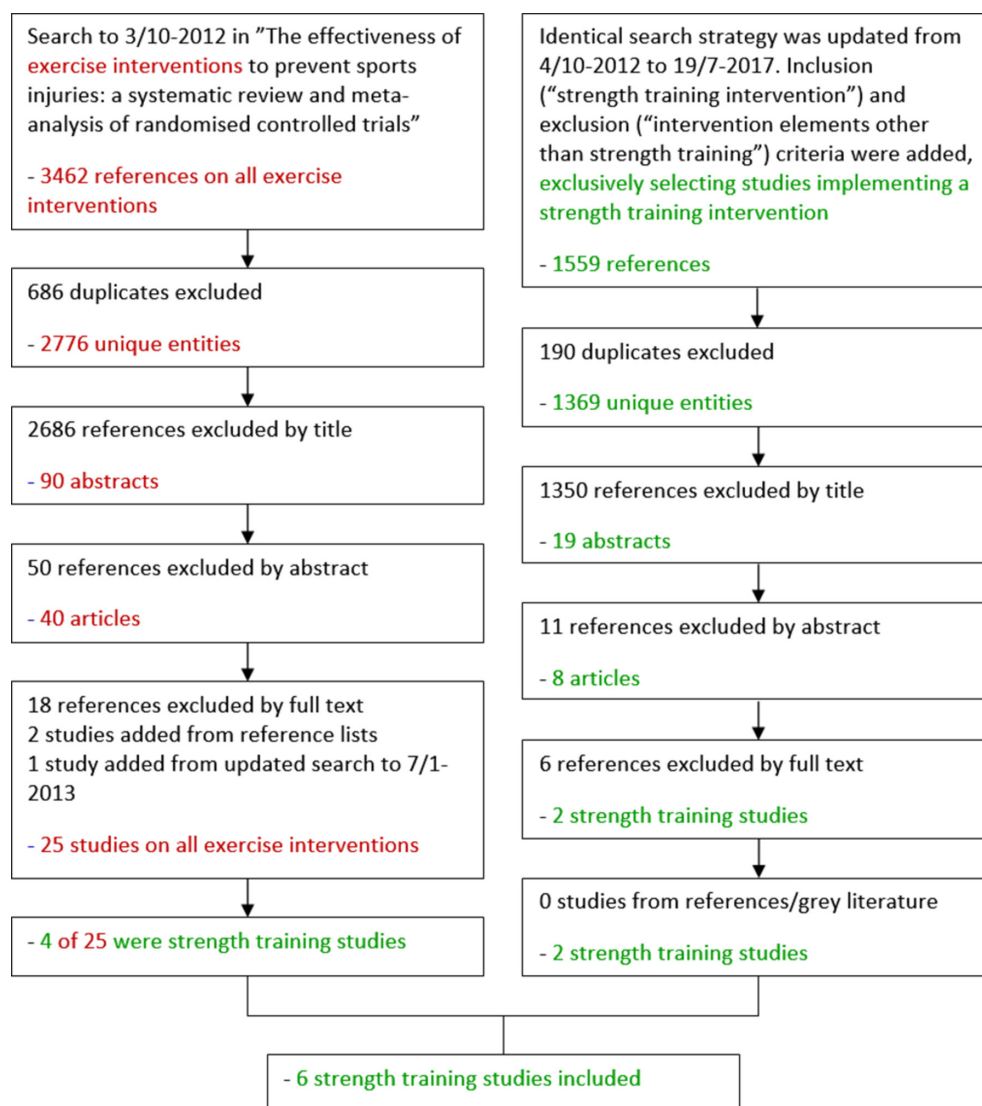 Search to 3/10-2012 in ”The effectiveness of
exercise interventions to prevent sports
injuries: a systematic review and meta-
analysis of randomised controlled trials”
- 3462 references on all exercise
interventions
686 duplicates excluded
- 2776 unique entities
2686 references excluded by title
- 90 abstracts
50 references excluded by abstract
- 40 articles
18 references excluded by full text
2 studies added from reference lists
1 study added from updated search to 7/1-
2013
- 25 studies on all exercise interventions
- 4 of 25 were strength training studies
Identical search strategy was updated from
4/10-2012 to 19/7-2017. Inclusion
(“strength training intervention”) and
exclusion (“intervention elements other
than strength training”) criteria were added,
exclusively selecting studies implementing a
strength training intervention
- 1559 references
190 duplicates excluded
- 1369 unique entities
1350 references excluded by title
- 19 abstracts
11 references excluded by abstract
- 8 articles
6 references excluded by full text
- 2 strength training studies
0 studies from references/grey literature
- 2 strength training studies
- 6 strength training studies included